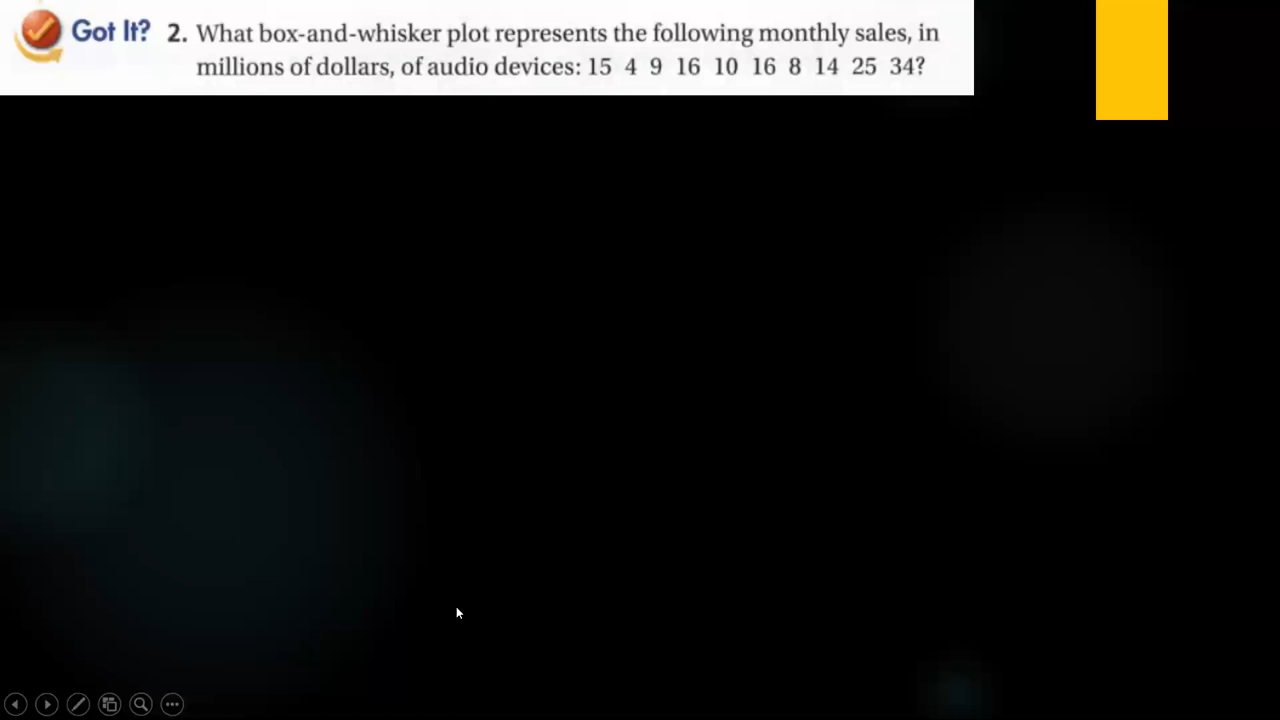 Got It? 2. What box-and-whisker plot represents the following monthly sales, in
millions of dollars, of audio devices: 15 4 9 16 10 16 8 14 25 34?